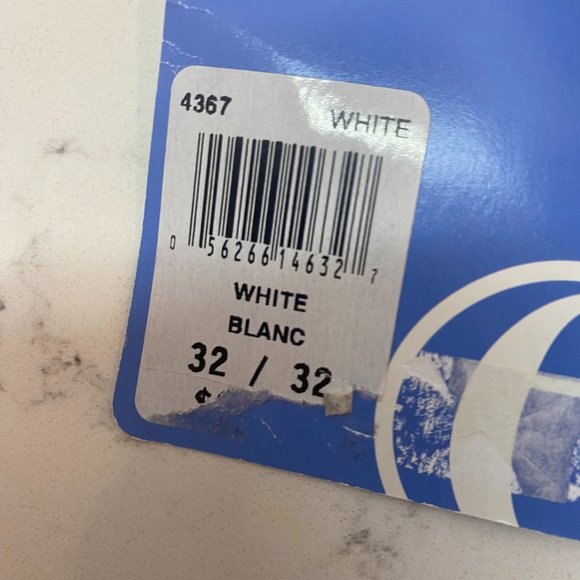 4367 WHITE
0 56266 14632 7
WHITE
BLANC
32 / 32